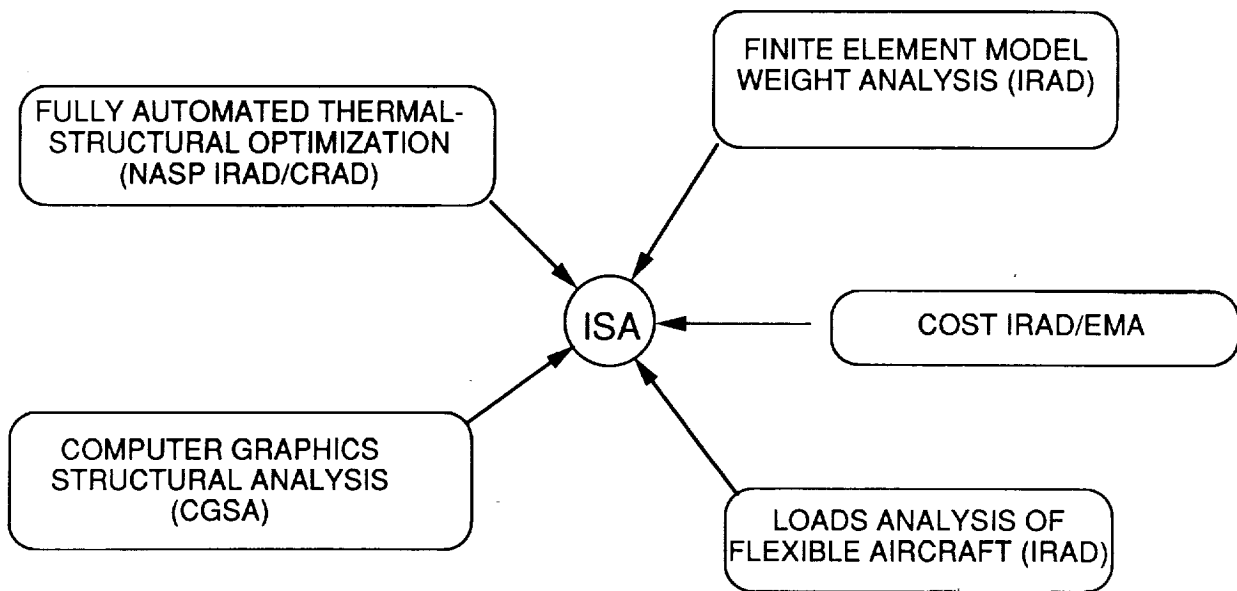 FINITE ELEMENT MODEL
WEIGHT ANALYSIS (IRAD)
FULLY AUTOMATED THERMAL-
STRUCTURAL OPTIMIZATION
(NASP IRAD/CRAD)
ISA
COST IRAD/EMA
COMPUTER GRAPHICS
STRUCTURAL ANALYSIS
(CGSA)
LOADS ANALYSIS OF
FLEXIBLE AIRCRAFT (IRAD)